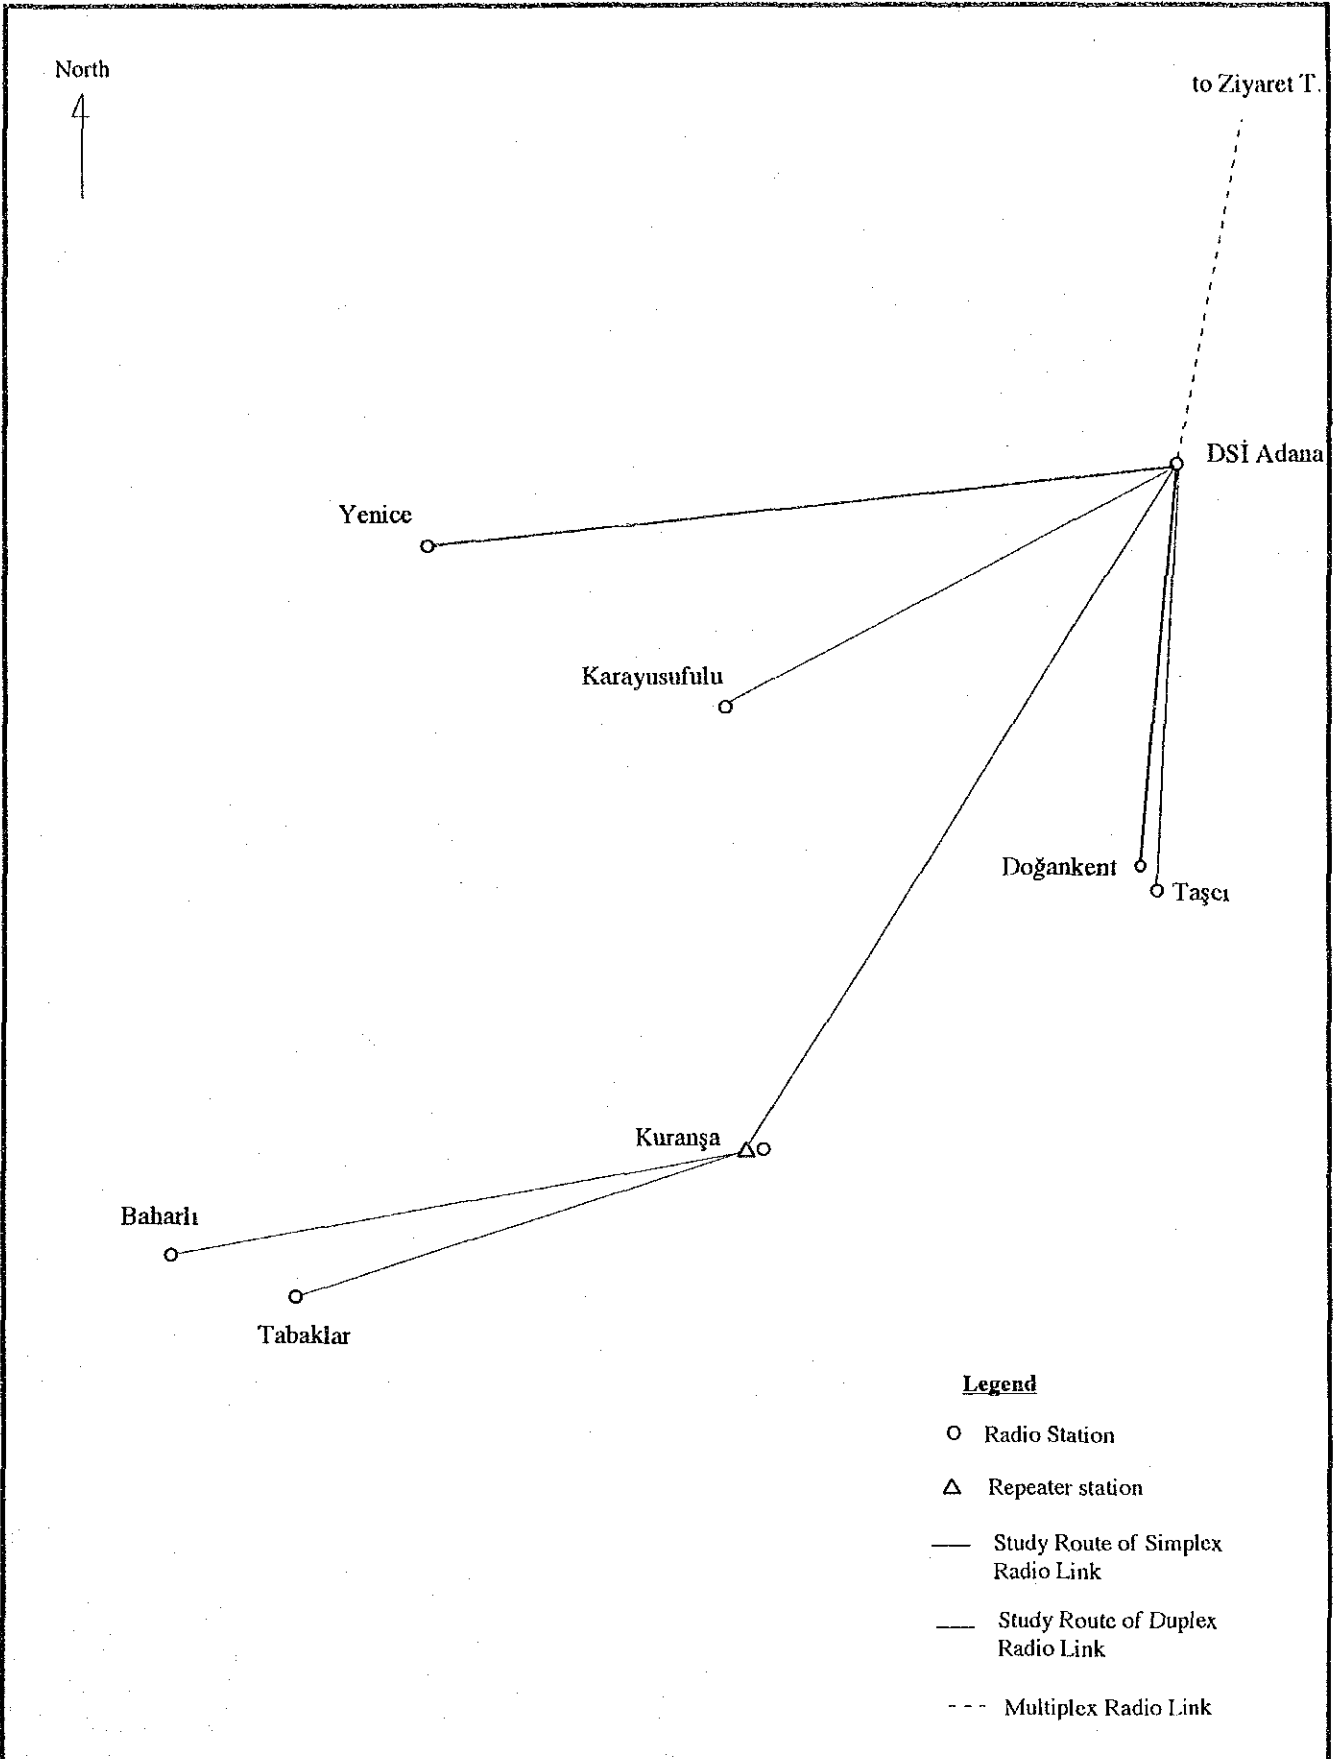 North
to Ziyaret T.
DSİ Adana
Yenice
Karayusufulu
Doğankent
Taşcı
Kuranşa
Baharlı
Tabaklar
Legend
Radio Station
Repeater station
Study Route of Simplex
Radio Link
Study Route of Duplex
Radio Link
Multiplex Radio Link